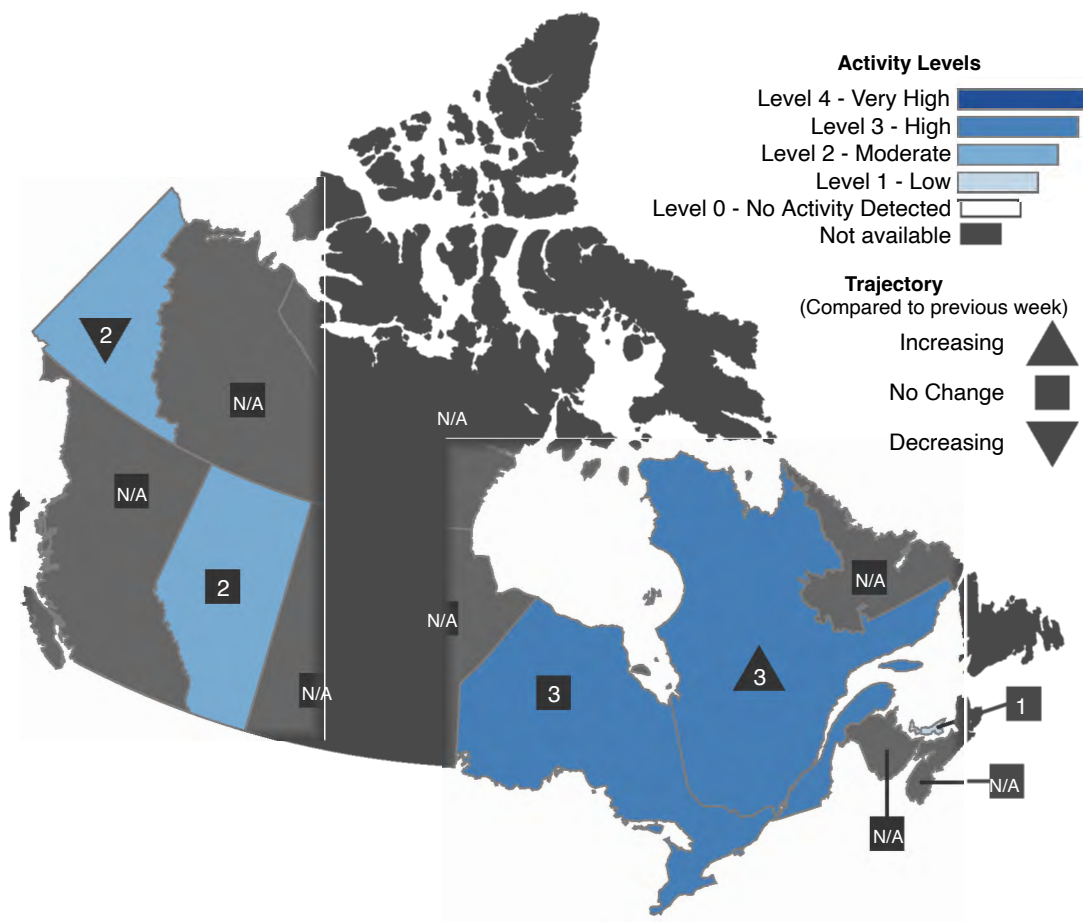 Activity Levels
Level 4 - Very High
Level 3 - High
Level 2 - Moderate
Level 1 - Low
Level 0 - No Activity Detected
Not available
Trajectory
(Compared to previous week)
Increasing
No Change
Decreasing
2
N/A
N/A
N/A
2
N/A
N/A
N/A
3
3
1
N/A
N/A